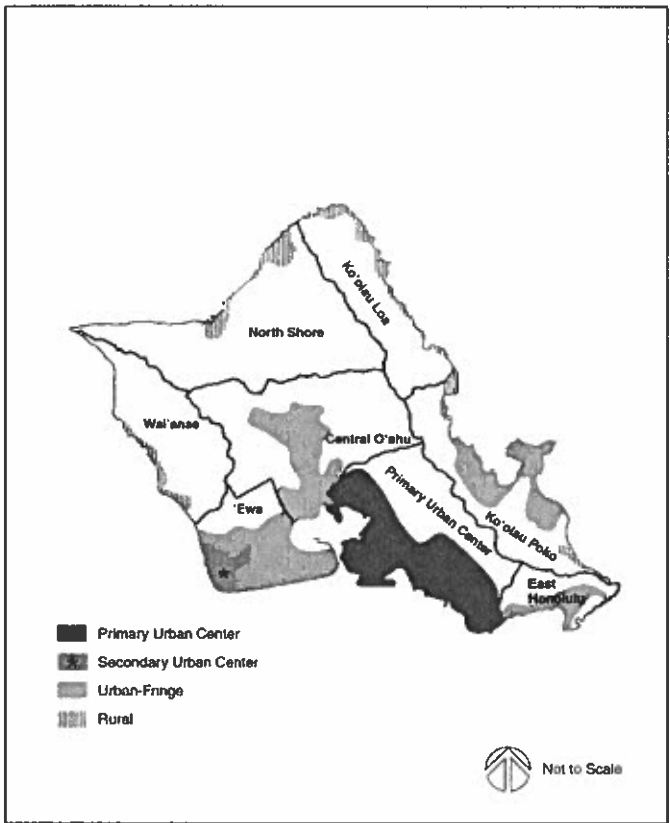 Ko'olau Loa
North Shore
Wai'anae
Central O'ahu
Primary Urban Center
'Ewa
Ko'olau Poko
East
Honolulu
Primary Urban Center
Secondary Urban Center
Urban-Fringe
Rural
Not to Scale